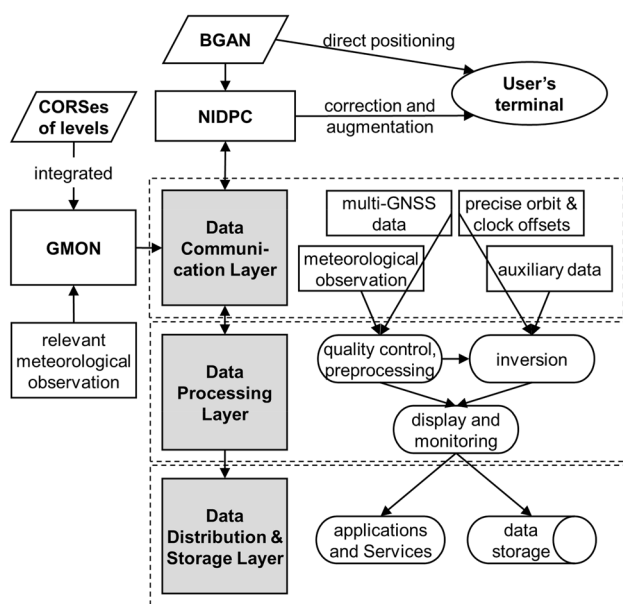 BGAN
direct positioning
User's
terminal
CORSes
of levels
NIDPC
correction and
augmentation
integrated
GMON
relevant
meteorological
observation
Data
Communi-
cation Layer
multi-GNSS
data
precise orbit &
clock offsets
meteorological
observation
auxiliary data
Data
Processing
Layer
quality control,
preprocessing
inversion
display and
monitoring
Data
Distribution &
Storage Layer
applications
and Services
data
storage